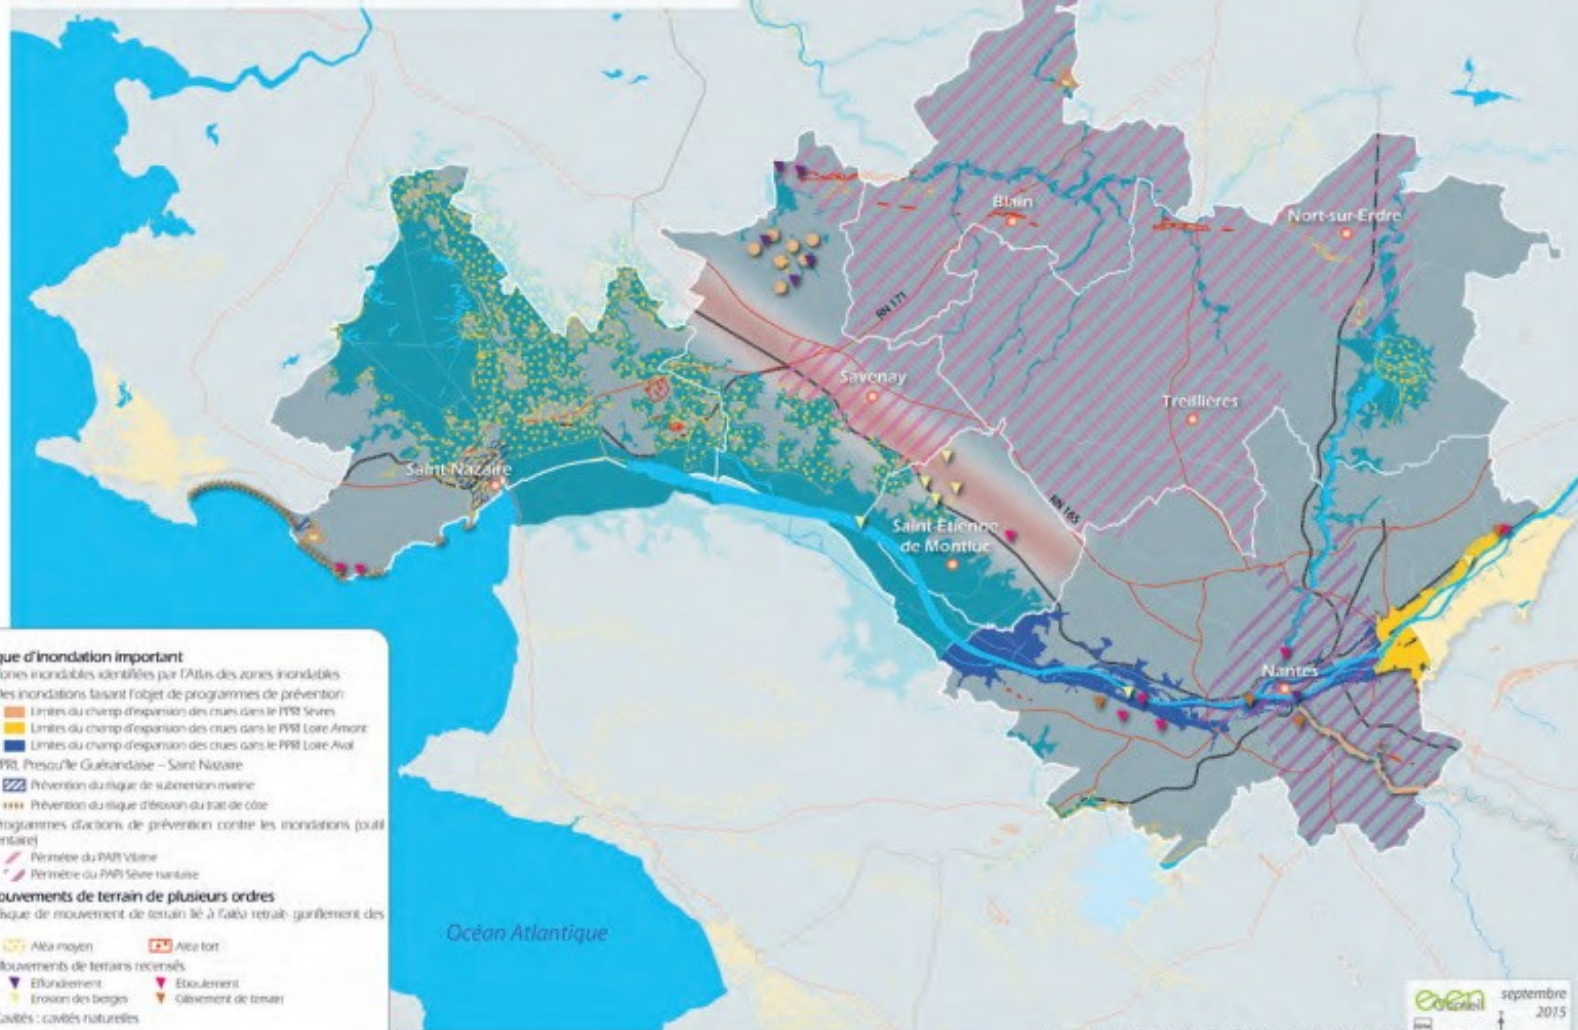 Blain
Nort-sur-Erdre
RN 171
Savenay
Treillières
Saint-Nazaire
RN 165
Saint-Etienne
de Montluc
Nantes
que d'inondation important
ones inondables identifiées par l'Atlas des zones inondables
Des inondations faisant l'objet de programmes de prévention
Limites du champ d'expansion des crues dans le PPRI Sèvres
Limites du champ d'expansion des crues dans le PPRI Loire Amont
Limites du champ d'expansion des crues dans le PPRI Loire Aval
PPRL Presqu'île Guérandaise – Saint Nazaire
Prévention du risque de submersion marine
Prévention du risque d'érosion du trait de côte
rogrammes d'actions de prévention contre les inondations (outil
entaire)
Périmètre du PAPI Vilaine
Périmètre du PAPI Sèvre nantaise
ouvements de terrain de plusieurs ordres
isque de mouvement de terrain lié à l'aléa retrait- gonflement des
Aléa moyen
Aléa fort
Mouvements de terrains recensés
Effondrement
Eboulement
Erosion des berges
Glissement de terrain
Cavités : cavités naturelles
Océan Atlantique
even
Conseil
septembre
2015